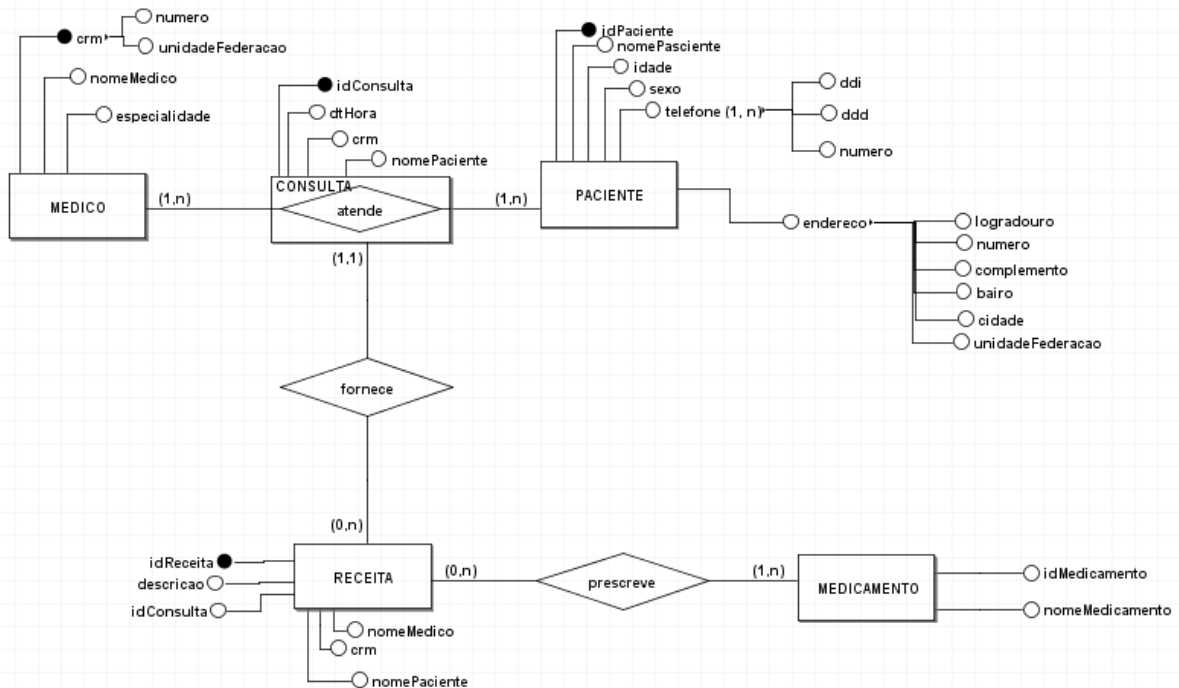 numero
crm
unidadeFederacao
nomeMedico
especialidade
MEDICO
(1,n)
idConsulta
dtHora
crm
nomePaciente
CONSULTA
atende
(1,n)
idPaciente
nomePasciente
idade
sexo
telefone (1, n)
ddi
ddd
numero
PACIENTE
endereco
logradouro
numero
complemento
bairo
cidade
unidadeFederacao
(1,1)
fornece
(0,n)
idReceita
descricao
idConsulta
RECEITA
nomeMedico
crm
nomePaciente
(0,n)
prescreve
(1,n)
MEDICAMENTO
idMedicamento
nomeMedicamento